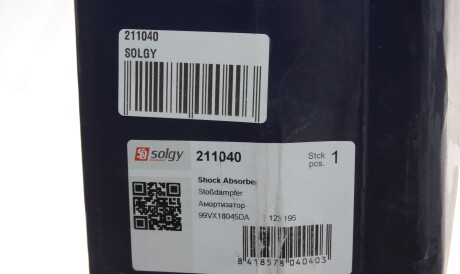 211040
SOLGY
solgy 211040 Stck pcs. 1
Shock Absorber
Stoßdämpfer
Амортизатор
99VX18045DA
8 418578 040403